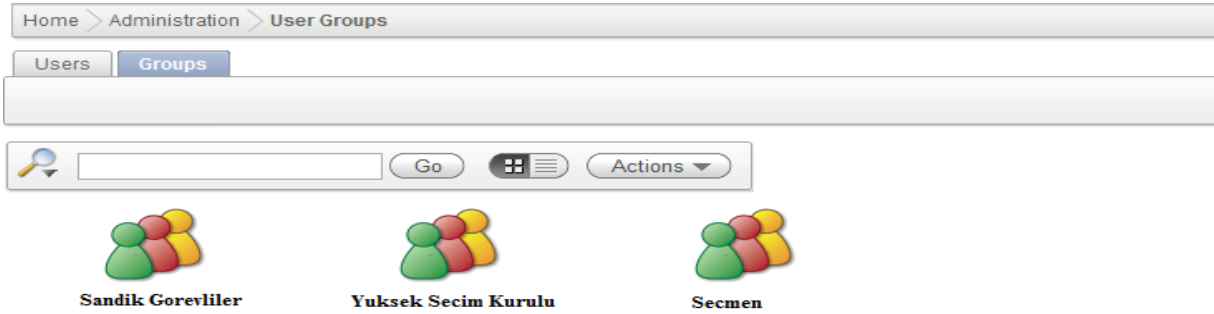 Home Administration User Groups
Users Groups
Go Actions
Sandik Gorevliler Yuksek Secim Kurulu Secmen